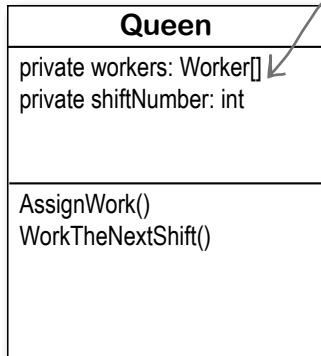 Queen
private workers: Worker[]
private shiftNumber: int
AssignWork()
WorkTheNextShift()